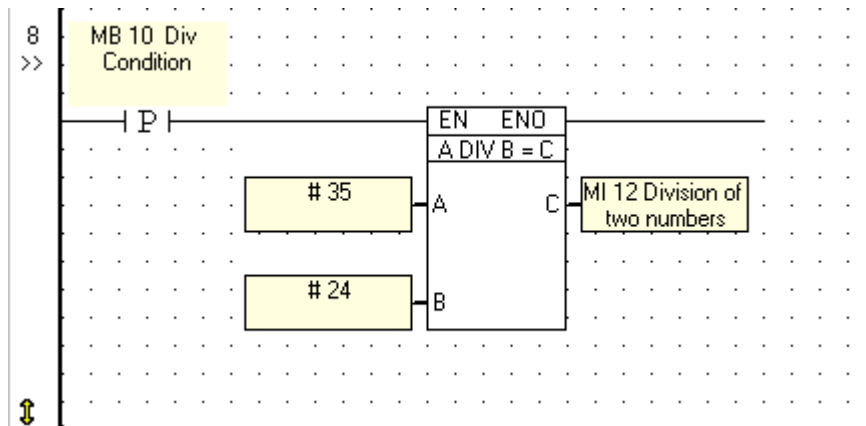 8
>>
MB 10 Div
Condition
P
EN ENO
A DIV B = C
# 35
A
C
MI 12 Division of
two numbers
# 24
B